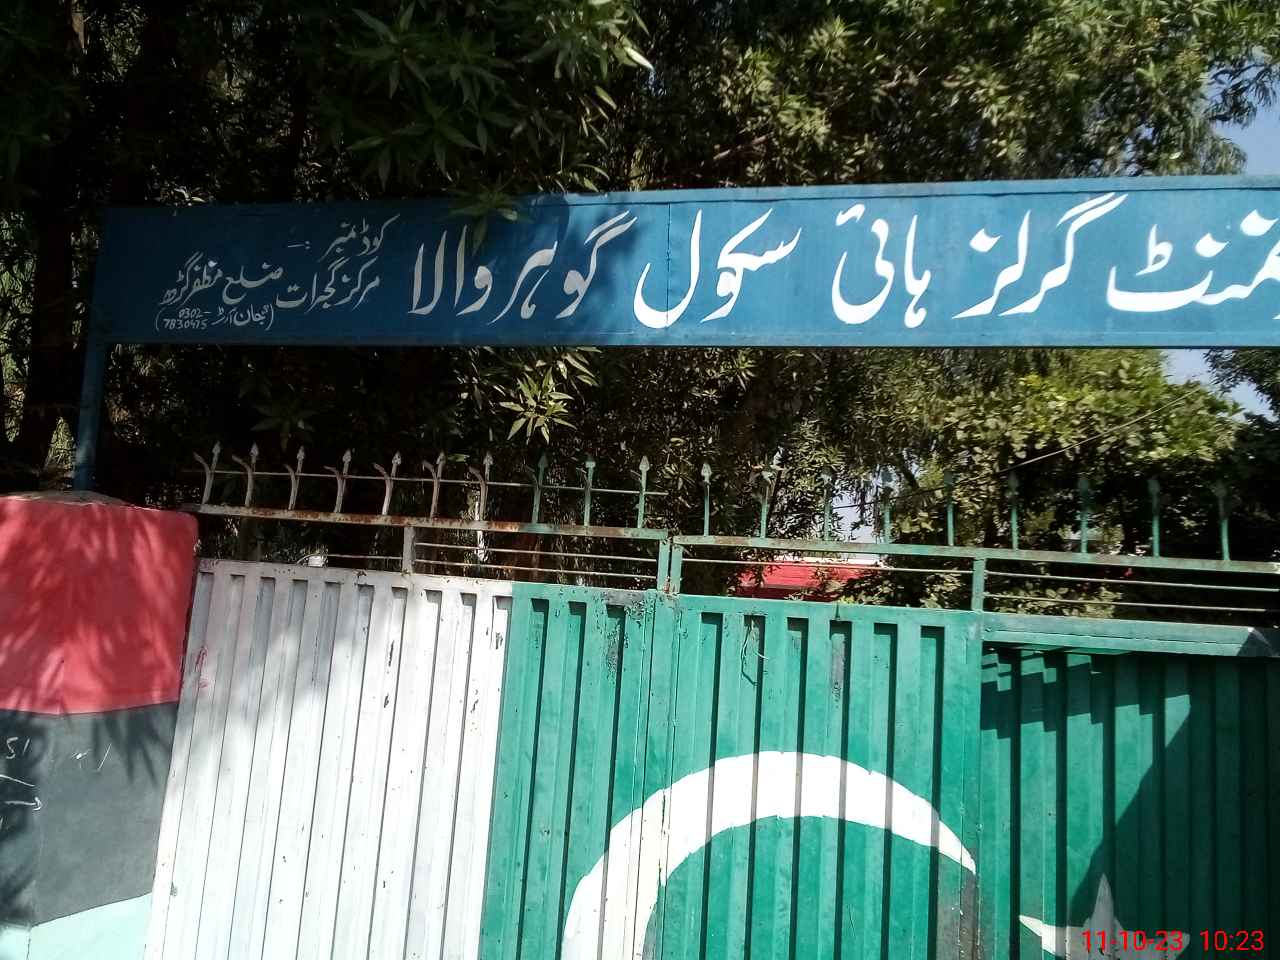 گرلز ہائی سکول گوہر والا
کوڈ نمبر :-
مرکز گجرات ضلع مظفر گڑھ
0302-
7830475
11-10-23 10:23